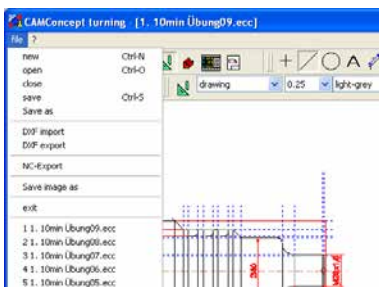 CAMConcept turning - [1. 10min Übung09.ecc]
file ?
new Ctrl-N
open Ctrl-O
close
save Ctrl-S
Save as
DXF import
DXF export
NC-Export
Save image as
exit
1 1. 10min Übung09.ecc
2 1. 10min Übung08.ecc
3 1. 10min Übung07.ecc
4 1. 10min Übung06.ecc
5 1. 10min Übung05.ecc
drawing 0.25 light-grey
A